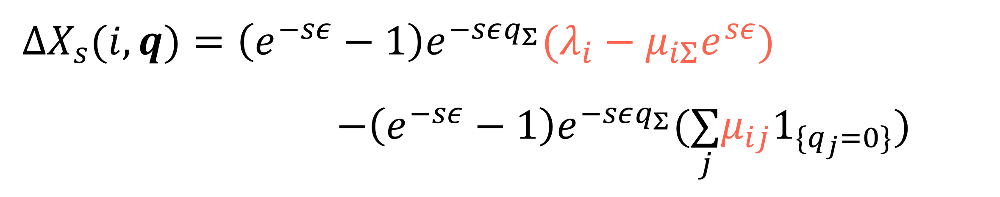 ΔX_s(i, q) = (e^{−sϵ} − 1)e^{−sϵq_Σ}(λ_i − μ_{iΣ}e^{sϵ})
−(e^{−sϵ} − 1)e^{−sϵq_Σ}(∑_j μ_{ij}1_{{q_j=0}})